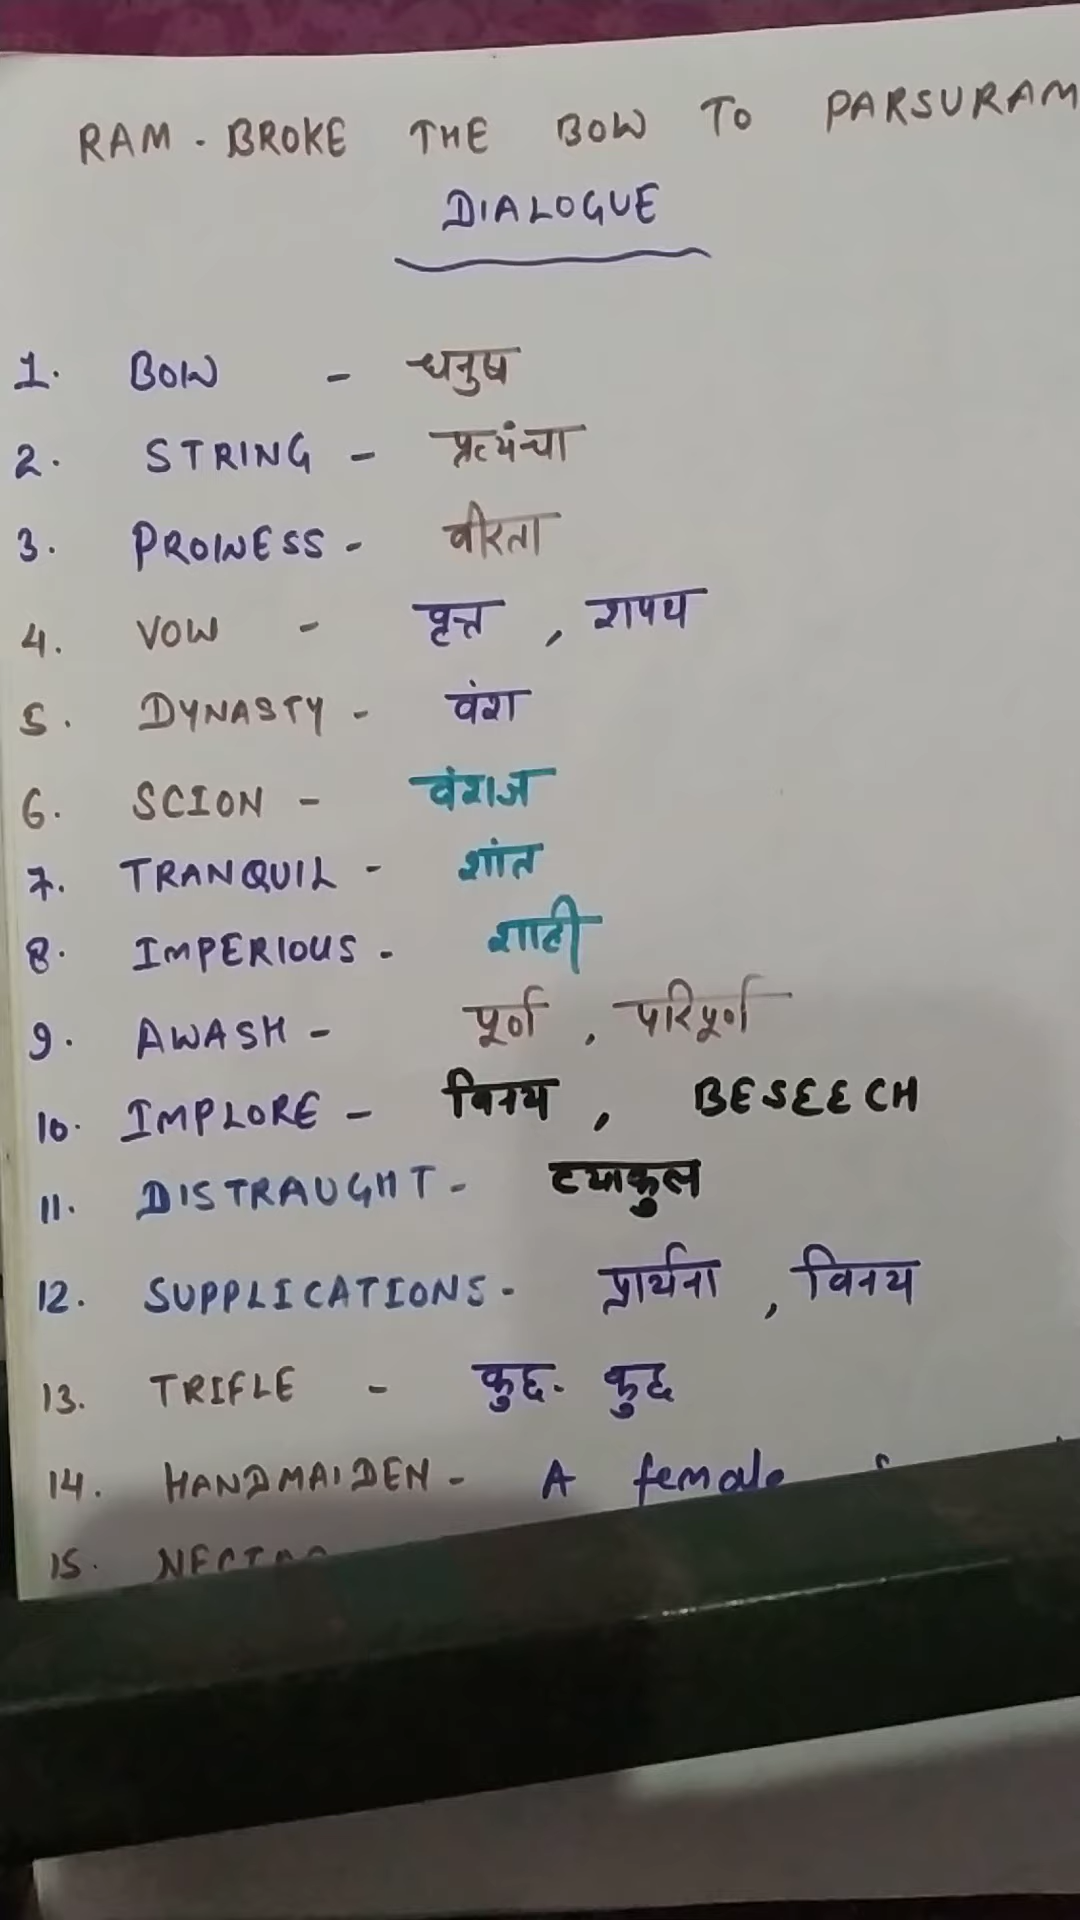 RAM - BROKE THE BOW TO PARSURAM
DIALOGUE
1. BOW - धनुष
2. STRING - प्रत्यंचा
3. PROWESS - वीरता
4. VOW - वृत्त , शपथ
5. DYNASTY - वंश
6. SCION - वंशज
7. TRANQUIL - शांत
8. IMPERIOUS - शाही
9. AWASH - पूर्ण , परिपूर्ण
10. IMPLORE - विनय , BESEECH
11. DISTRAUGHT - व्याकुल
12. SUPPLICATIONS - प्रार्थना , विनय
13. TRIFLE - कुछ - कुछ
14. HANDMAIDEN - A female
15.